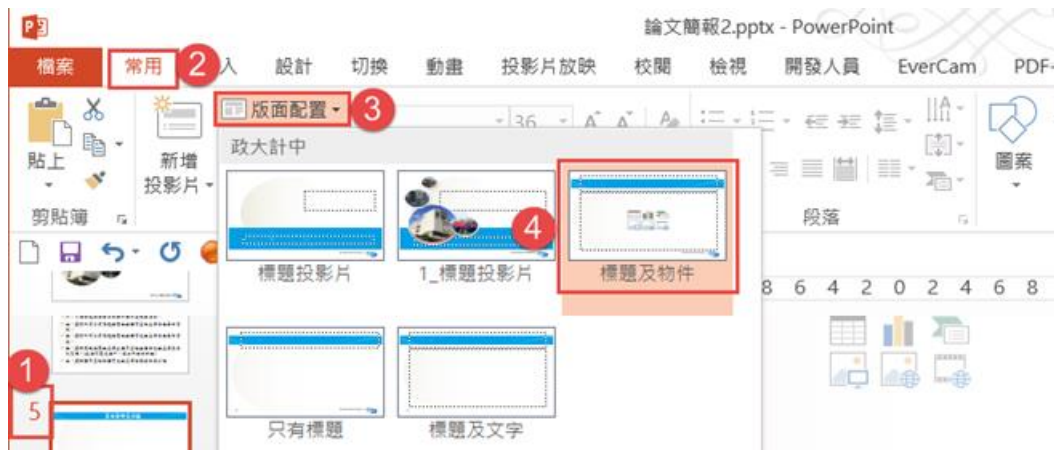 論文簡報2.pptx - PowerPoint
檔案 常用 2 入 設計 切換 動畫 投影片放映 校閱 檢視 開發人員 EverCam PDF-
版面配置 3
36
貼上
新增
投影片
圖案
剪貼簿
段落
政大計中
4
標題投影片 1_標題投影片 標題及物件
8 6 4 2 0 2 4 6 8
1
5
只有標題 標題及文字